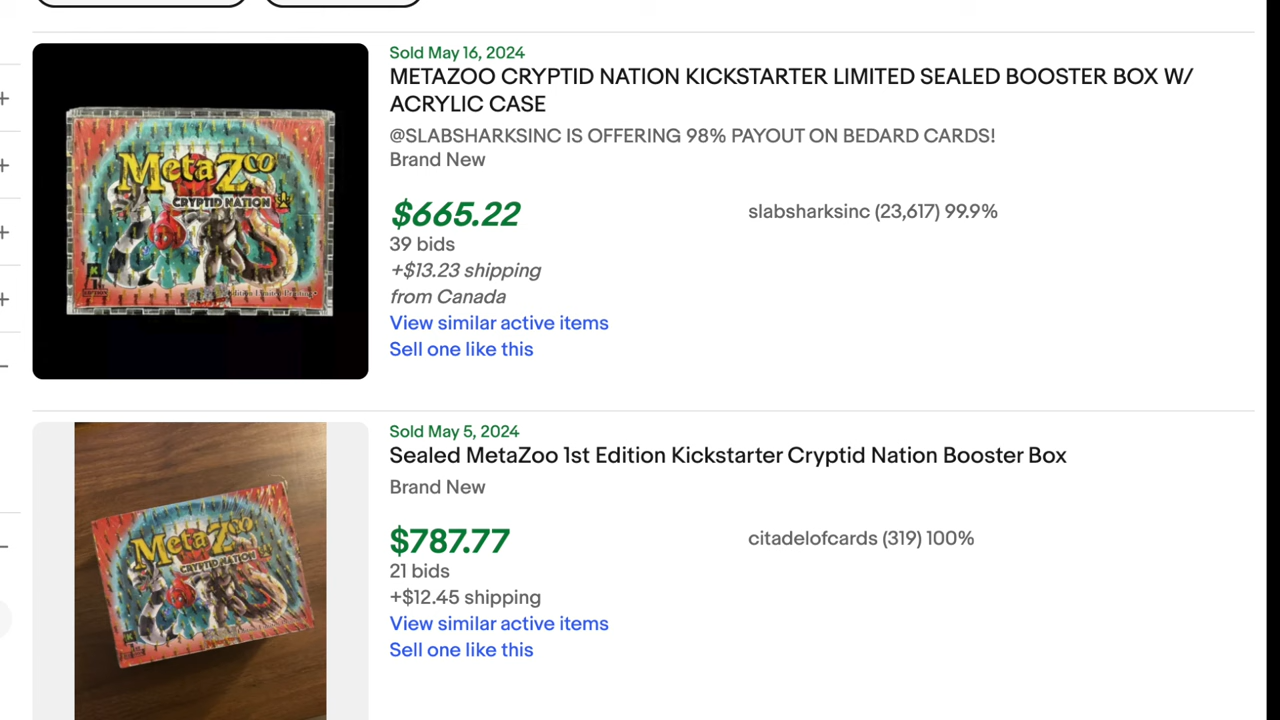 Sold May 16, 2024
METAZOO CRYPTID NATION KICKSTARTER LIMITED SEALED BOOSTER BOX W/
ACRYLIC CASE
@SLABSHARKSINC IS OFFERING 98% PAYOUT ON BEDARD CARDS!
Brand New
MetaZoo
CRYPTID NATION
$665.22
slabsharksinc (23,617) 99.9%
39 bids
+$13.23 shipping
from Canada
View similar active items
Sell one like this
Sold May 5, 2024
Sealed MetaZoo 1st Edition Kickstarter Cryptid Nation Booster Box
Brand New
MetaZoo
CRYPTID NATION
$787.77
citadelofcards (319) 100%
21 bids
+$12.45 shipping
View similar active items
Sell one like this